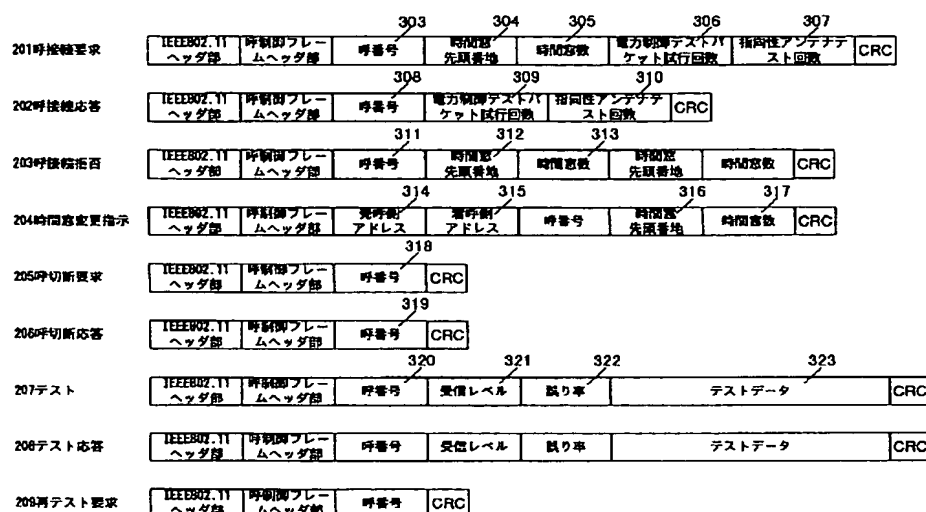 303 304 305 306 307
201呼接続要求 IEEE802.11 呼制御フレー 呼番号 時間窓 時間窓数 電力制御テストパ 指向性アンテナテ CRC
ヘッダ部 ムヘッダ部 先頭番地 ケット試行回数 スト回数
308 309 310
202呼接続応答 IEEE802.11 呼制御フレー 呼番号 電力制御テストパ 指向性アンテナテ CRC
ヘッダ部 ムヘッダ部 ケット試行回数 スト回数
311 312 313
203呼接続拒否 IEEE802.11 呼制御フレー 呼番号 時間窓 時間窓数 時間窓 時間窓数 CRC
ヘッダ部 ムヘッダ部 先頭番地 先頭番地
314 315 316 317
204時間窓変更指示 IEEE802.11 呼制御フレー 発呼側 着呼側 呼番号 時間窓 時間窓数 CRC
ヘッダ部 ムヘッダ部 アドレス アドレス 先頭番地
318
205呼切断要求 IEEE802.11 呼制御フレー 呼番号 CRC
ヘッダ部 ムヘッダ部
319
206呼切断応答 IEEE802.11 呼制御フレー 呼番号 CRC
ヘッダ部 ムヘッダ部
320 321 322 323
207テスト IEEE802.11 呼制御フレー 呼番号 受信レベル 誤り率 テストデータ CRC
ヘッダ部 ムヘッダ部
208テスト応答 IEEE802.11 呼制御フレー 呼番号 受信レベル 誤り率 テストデータ CRC
ヘッダ部 ムヘッダ部
209再テスト要求 IEEE802.11 呼制御フレー 呼番号 CRC
ヘッダ部 ムヘッダ部